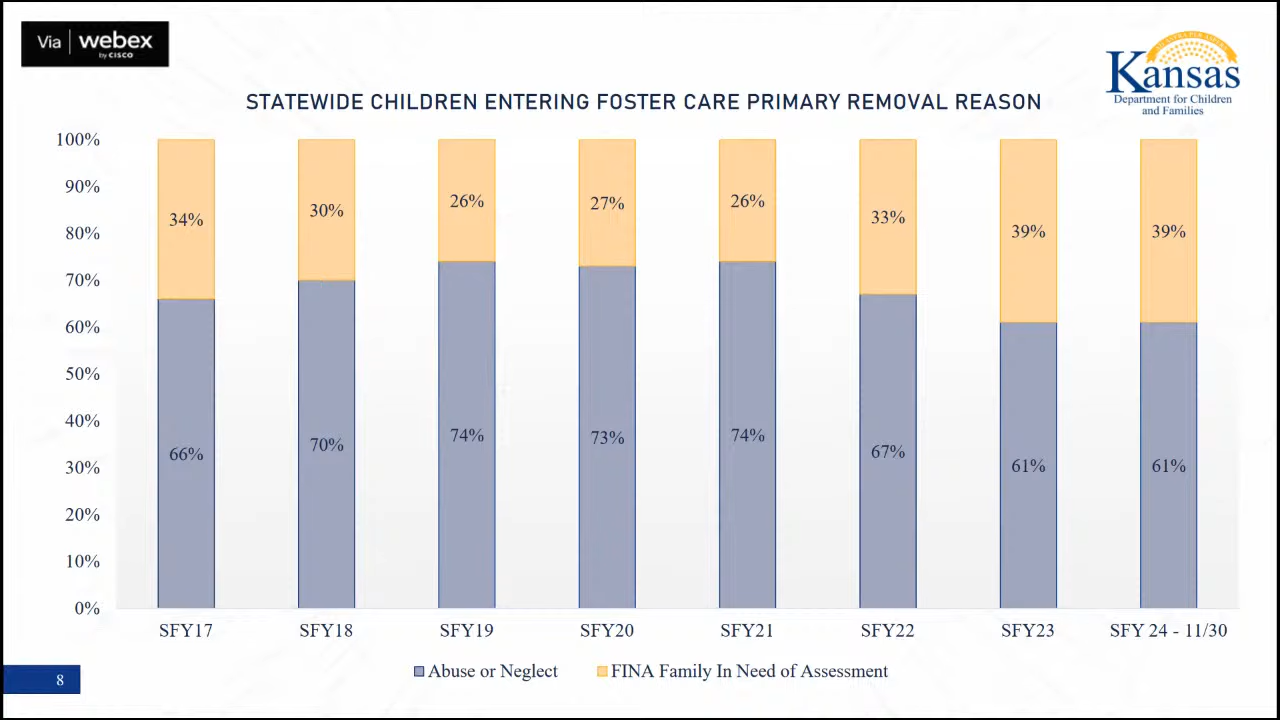 Via webex
by CISCO
Kansas
Department for Children
and Families
STATEWIDE CHILDREN ENTERING FOSTER CARE PRIMARY REMOVAL REASON
100%
90%
80%
70%
60%
50%
40%
30%
20%
10%
0%
34% 30% 26% 27% 26% 33% 39% 39%
66% 70% 74% 73% 74% 67% 61% 61%
SFY17 SFY18 SFY19 SFY20 SFY21 SFY22 SFY23 SFY 24 - 11/30
Abuse or Neglect FINA Family In Need of Assessment
8